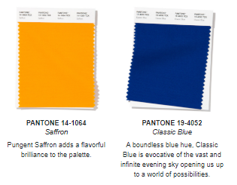 PANTONE 14-1064
Saffron
Pungent Saffron adds a flavorful
brilliance to the palette.
PANTONE 19-4052
Classic Blue
A boundless blue hue, Classic
Blue is evocative of the vast and
infinite evening sky opening us up
to a world of possibilities.